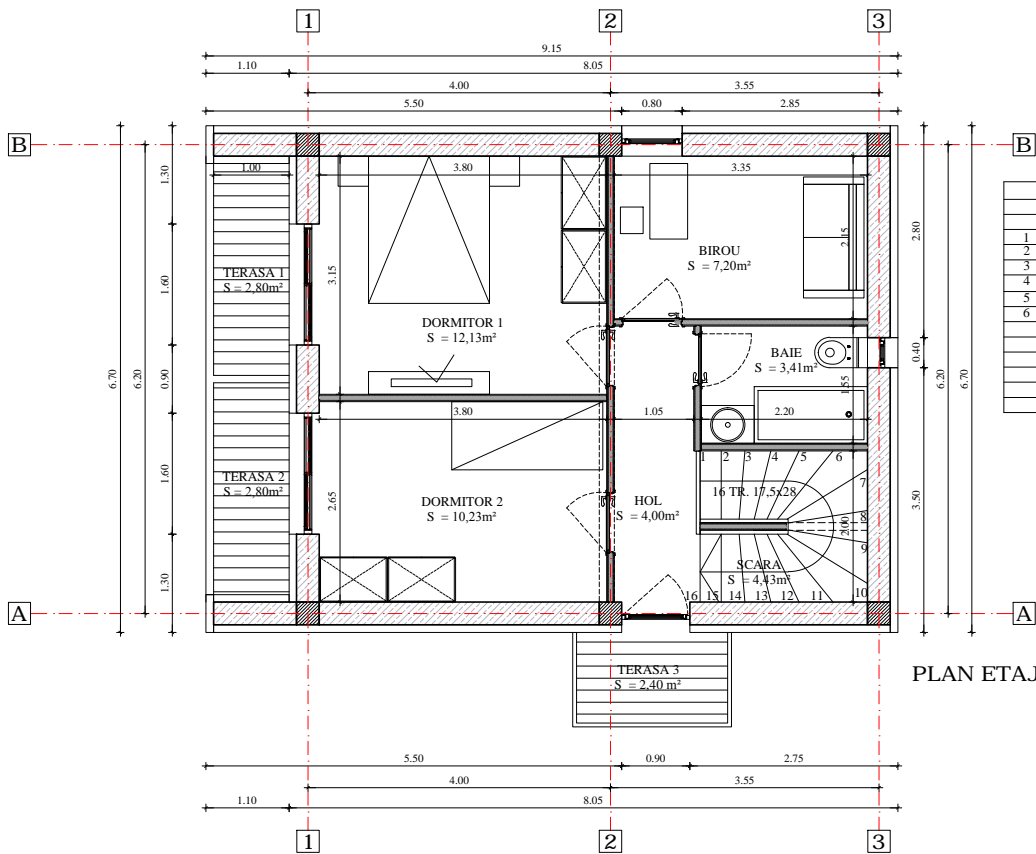 1 2 3
9.15
1.10 8.05
4.00 3.55
5.50 0.80 2.85
B B
1.00 3.80 3.35
1.30
2.80
2.15
1
2
3
4
5
6
BIROU
S = 7,20m²
TERASA 1
S = 2,80m²
1.60
3.15
DORMITOR 1
S = 12,13m²
BAIE
S = 3,41m²
0.40
6.70
6.20
0.90
1.55
6.20
6.70
3.80 1.05 2.20
1 2 3 4 5 6
7
8
9
10
16 TR. 17,5x28
TERASA 2
S = 2,80m²
1.60
2.65
DORMITOR 2
S = 10,23m²
HOL
S = 4,00m²
2.00
3.50
SCARA
S = 4,43m²
1.30
16 15 14 13 12 11
A A
TERASA 3
S = 2,40 m²
PLAN ETAJ
5.50 0.90 2.75
4.00 3.55
1.10 8.05
1 2 3